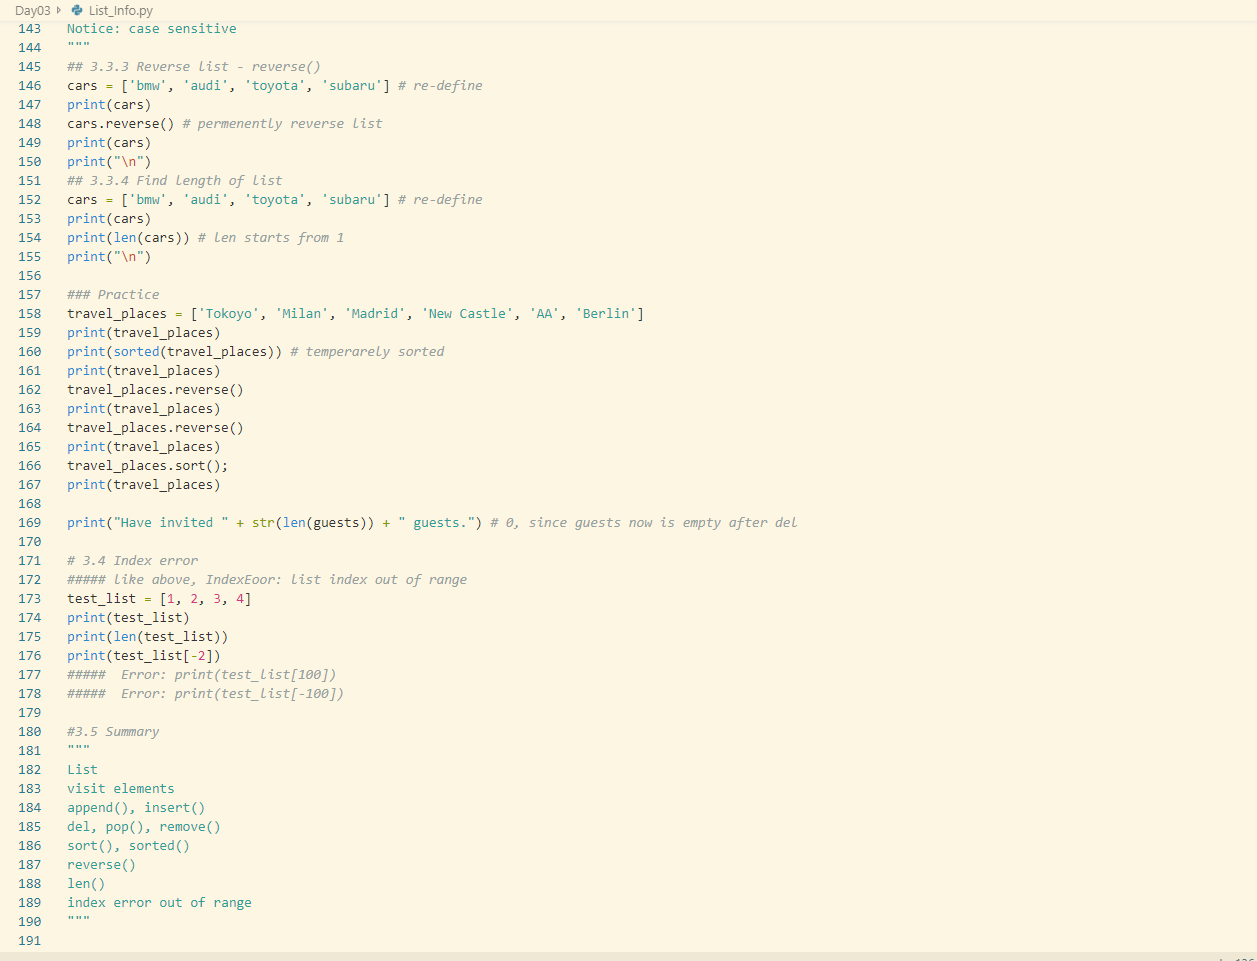 Day03 List_Info.py
143 Notice: case sensitive
144 """
145 ## 3.3.3 Reverse list - reverse()
146 cars = ['bmw', 'audi', 'toyota', 'subaru'] # re-define
147 print(cars)
148 cars.reverse() # permenently reverse list
149 print(cars)
150 print("\n")
151 ## 3.3.4 Find length of list
152 cars = ['bmw', 'audi', 'toyota', 'subaru'] # re-define
153 print(cars)
154 print(len(cars)) # len starts from 1
155 print("\n")
156
157 ### Practice
158 travel_places = ['Tokoyo', 'Milan', 'Madrid', 'New Castle', 'AA', 'Berlin']
159 print(travel_places)
160 print(sorted(travel_places)) # temperarely sorted
161 print(travel_places)
162 travel_places.reverse()
163 print(travel_places)
164 travel_places.reverse()
165 print(travel_places)
166 travel_places.sort();
167 print(travel_places)
168
169 print("Have invited " + str(len(guests)) + " guests.") # 0, since guests now is empty after del
170
171 # 3.4 Index error
172 ##### like above, IndexEoor: list index out of range
173 test_list = [1, 2, 3, 4]
174 print(test_list)
175 print(len(test_list))
176 print(test_list[-2])
177 #####  Error: print(test_list[100])
178 #####  Error: print(test_list[-100])
179
180 #3.5 Summary
181 """
182 List
183 visit elements
184 append(), insert()
185 del, pop(), remove()
186 sort(), sorted()
187 reverse()
188 len()
189 index error out of range
190 """
191